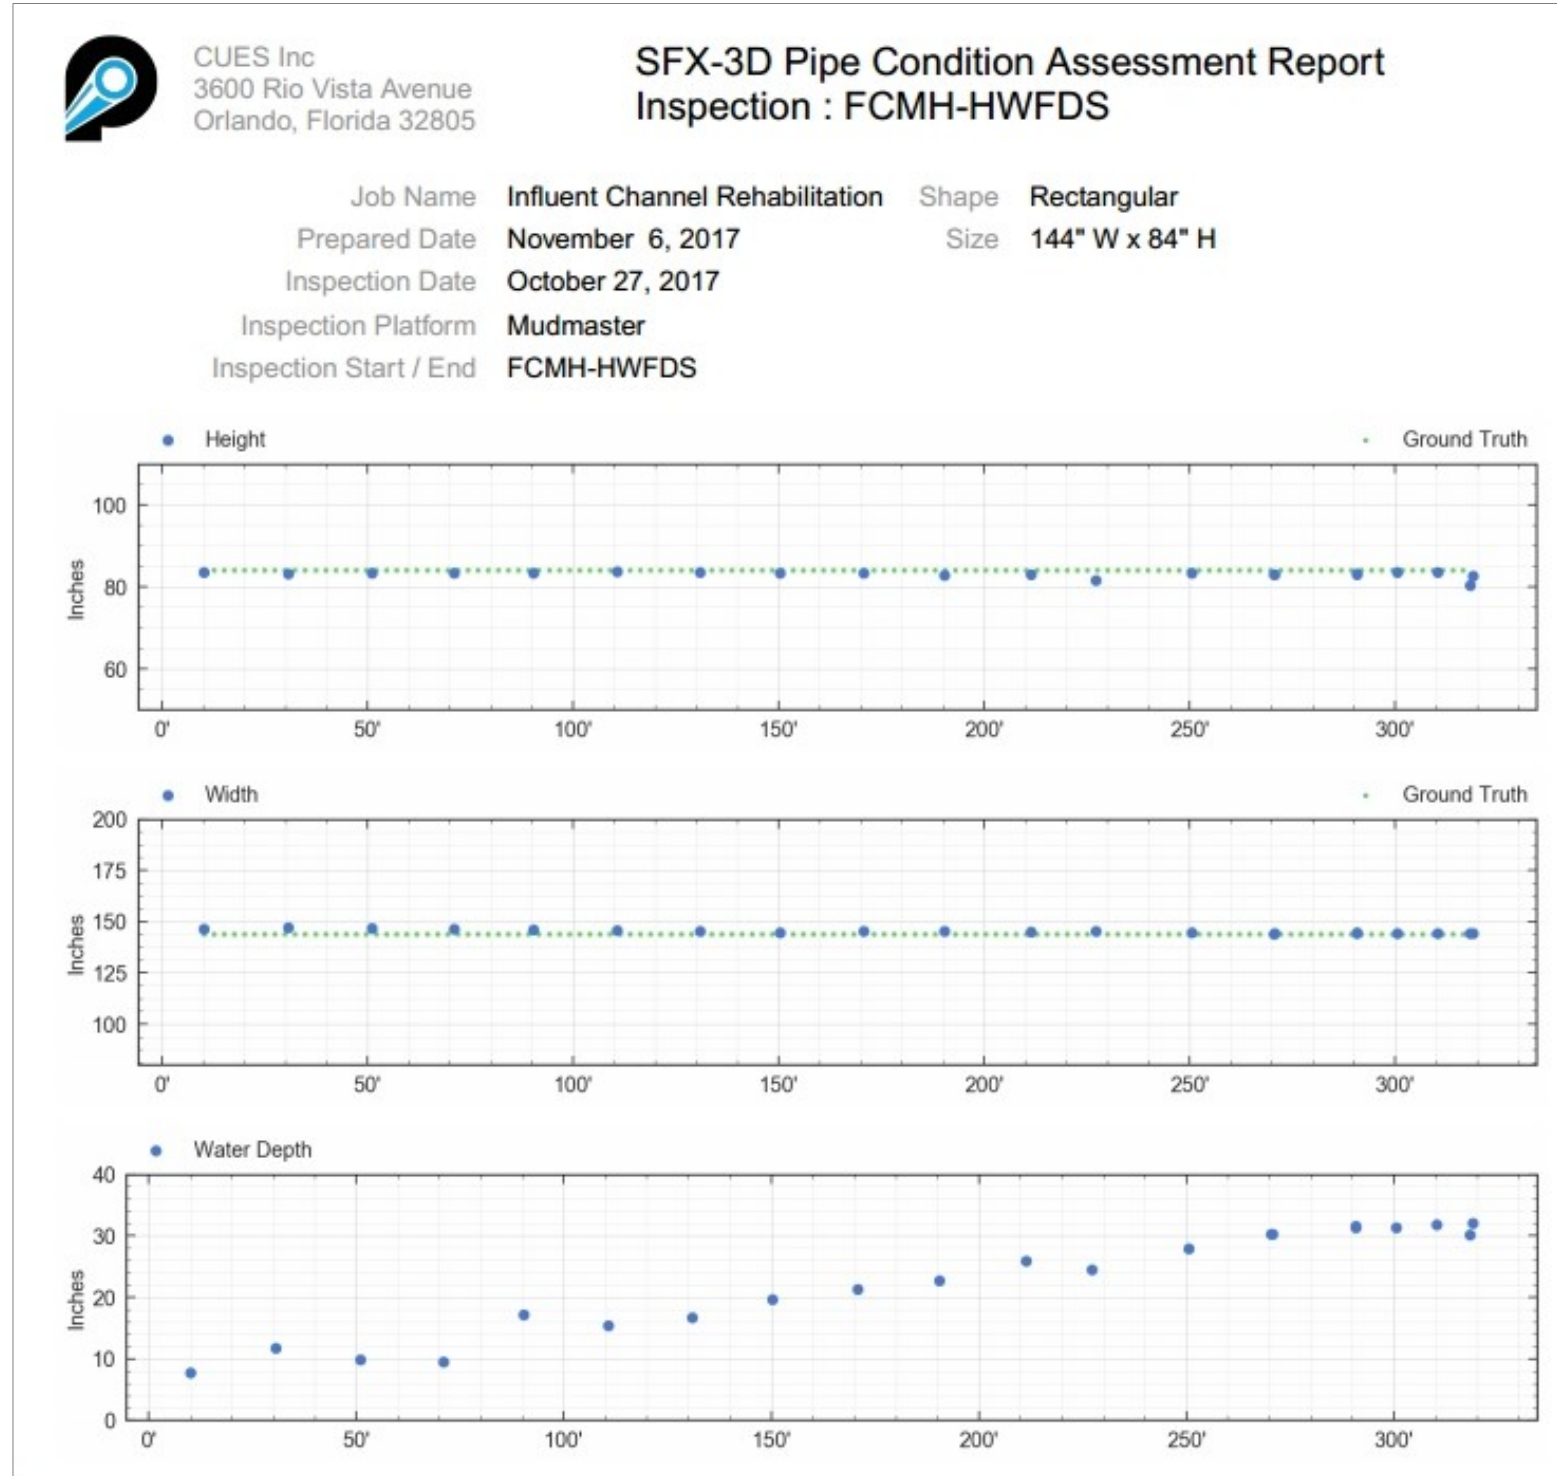 CUES Inc
3600 Rio Vista Avenue
Orlando, Florida 32805
SFX-3D Pipe Condition Assessment Report
Inspection : FCMH-HWFDS
Job Name Influent Channel Rehabilitation Shape Rectangular
Prepared Date November 6, 2017 Size 144" W x 84" H
Inspection Date October 27, 2017
Inspection Platform Mudmaster
Inspection Start / End FCMH-HWFDS
Height Ground Truth
100
80
60
Inches
0' 50' 100' 150' 200' 250' 300'
Width Ground Truth
200
175
150
125
100
Inches
0' 50' 100' 150' 200' 250' 300'
Water Depth
40
30
20
10
0
Inches
0' 50' 100' 150' 200' 250' 300'